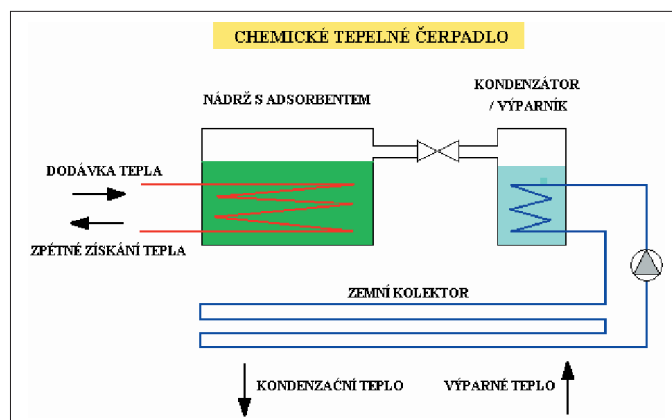 CHEMICKÉ TEPELNÉ ČERPADLO
NÁDRŽ S ADSORBENTEM
KONDENZÁTOR
/ VÝPARNÍK
DODÁVKA TEPLA
ZPĚTNÉ ZÍSKÁNÍ TEPLA
ZEMNÍ KOLEKTOR
KONDENZAČNÍ TEPLO
VÝPARNÉ TEPLO